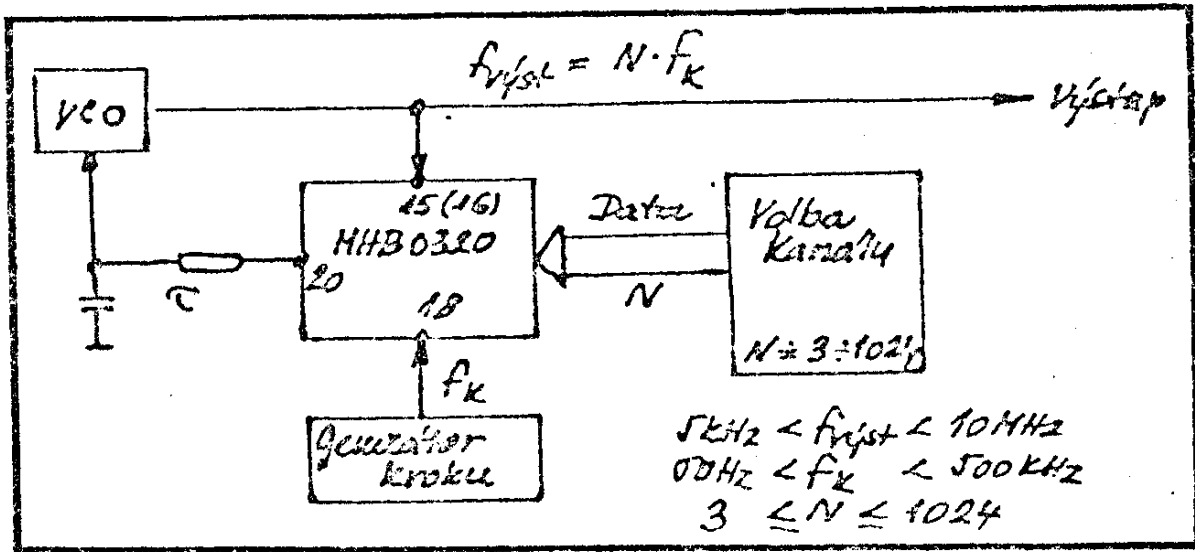 fvýst = N·fK
VCO
Výstup
15(16)
MHB0320
20
18
τ
Data
N
Volba
kanálu
N = 3÷1024
fK
Generátor
kroku
5kHz < fvýst < 10MHz
00Hz < fK < 500kHz
3 ≤ N ≤ 1024